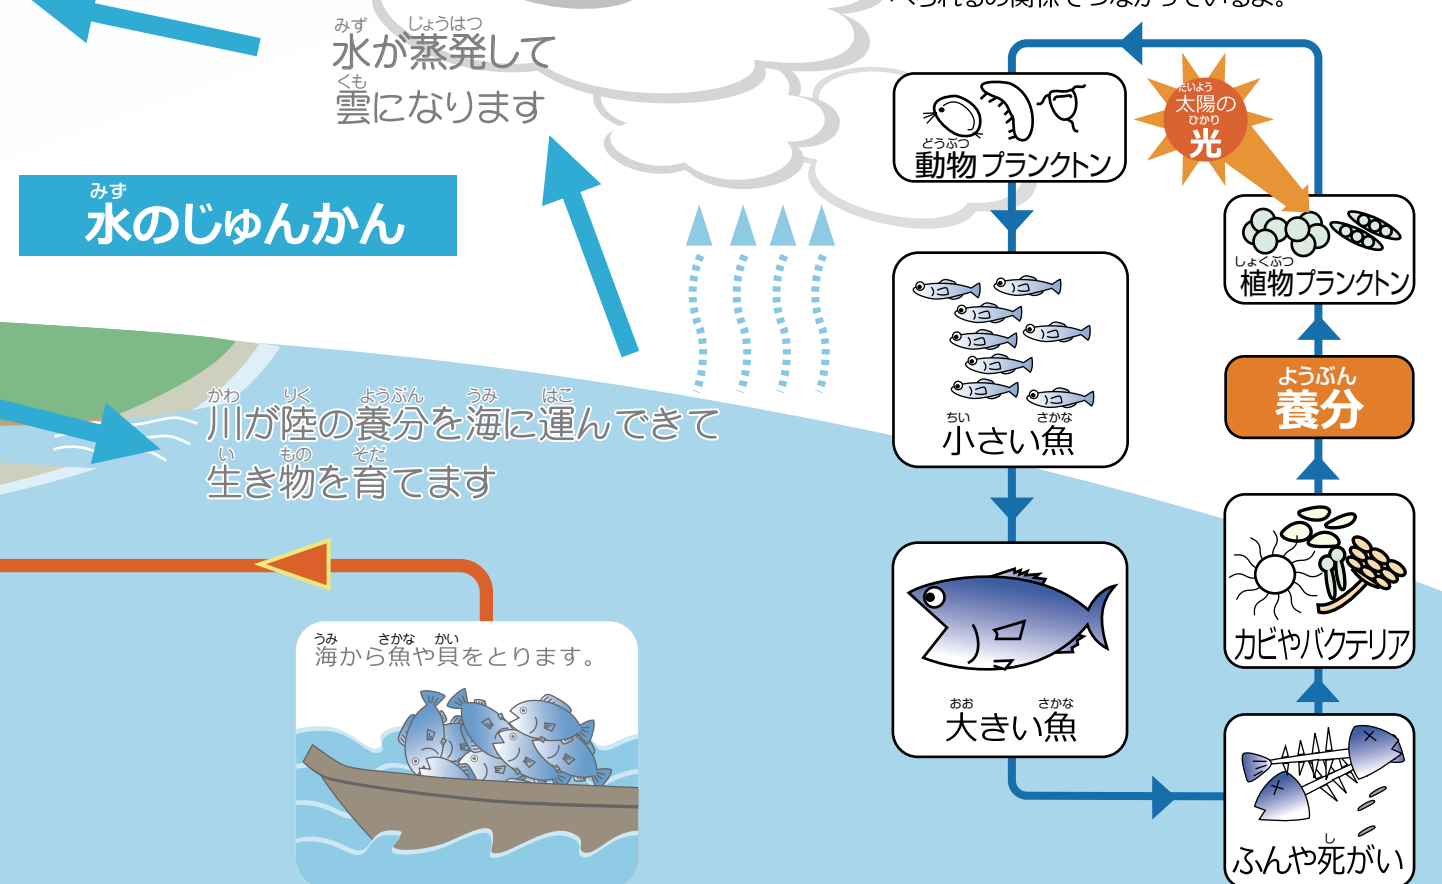 べられるの関係でつながっているよ。
みず じょうはつ
水が蒸発して
くも
雲になります
みず
水のじゅんかん
かわ りく ようぶん うみ はこ
川が陸の養分を海に運んできて
い もの そだ
生き物を育てます
うみ さかな かい
海から魚や貝をとります。
どうぶつ
動物プランクトン
たいよう
太陽の
ひかり
光
しょくぶつ
植物プランクトン
ちい さかな
小さい魚
ようぶん
養分
カビやバクテリア
おお さかな
大きい魚
し
ふんや死がい